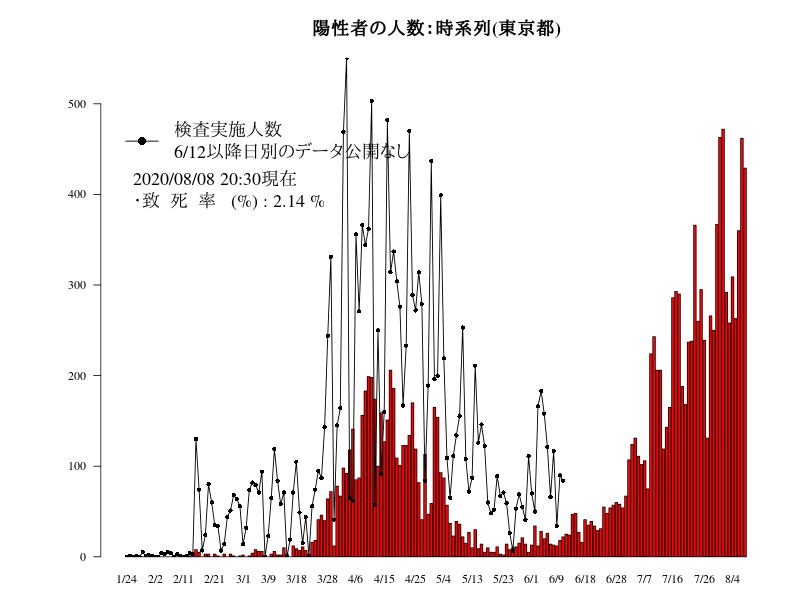 陽性者の人数:時系列(東京都)
500
400
300
200
100
0
検査実施人数
6/12以降日別のデータ公開なし
2020/08/08 20:30現在
・致 死 率 (%) : 2.14 %
1/24 2/2 2/11 2/21 3/1 3/9 3/18 3/28 4/6 4/15 4/25 5/4 5/13 5/23 6/1 6/9 6/18 6/28 7/7 7/16 7/26 8/4